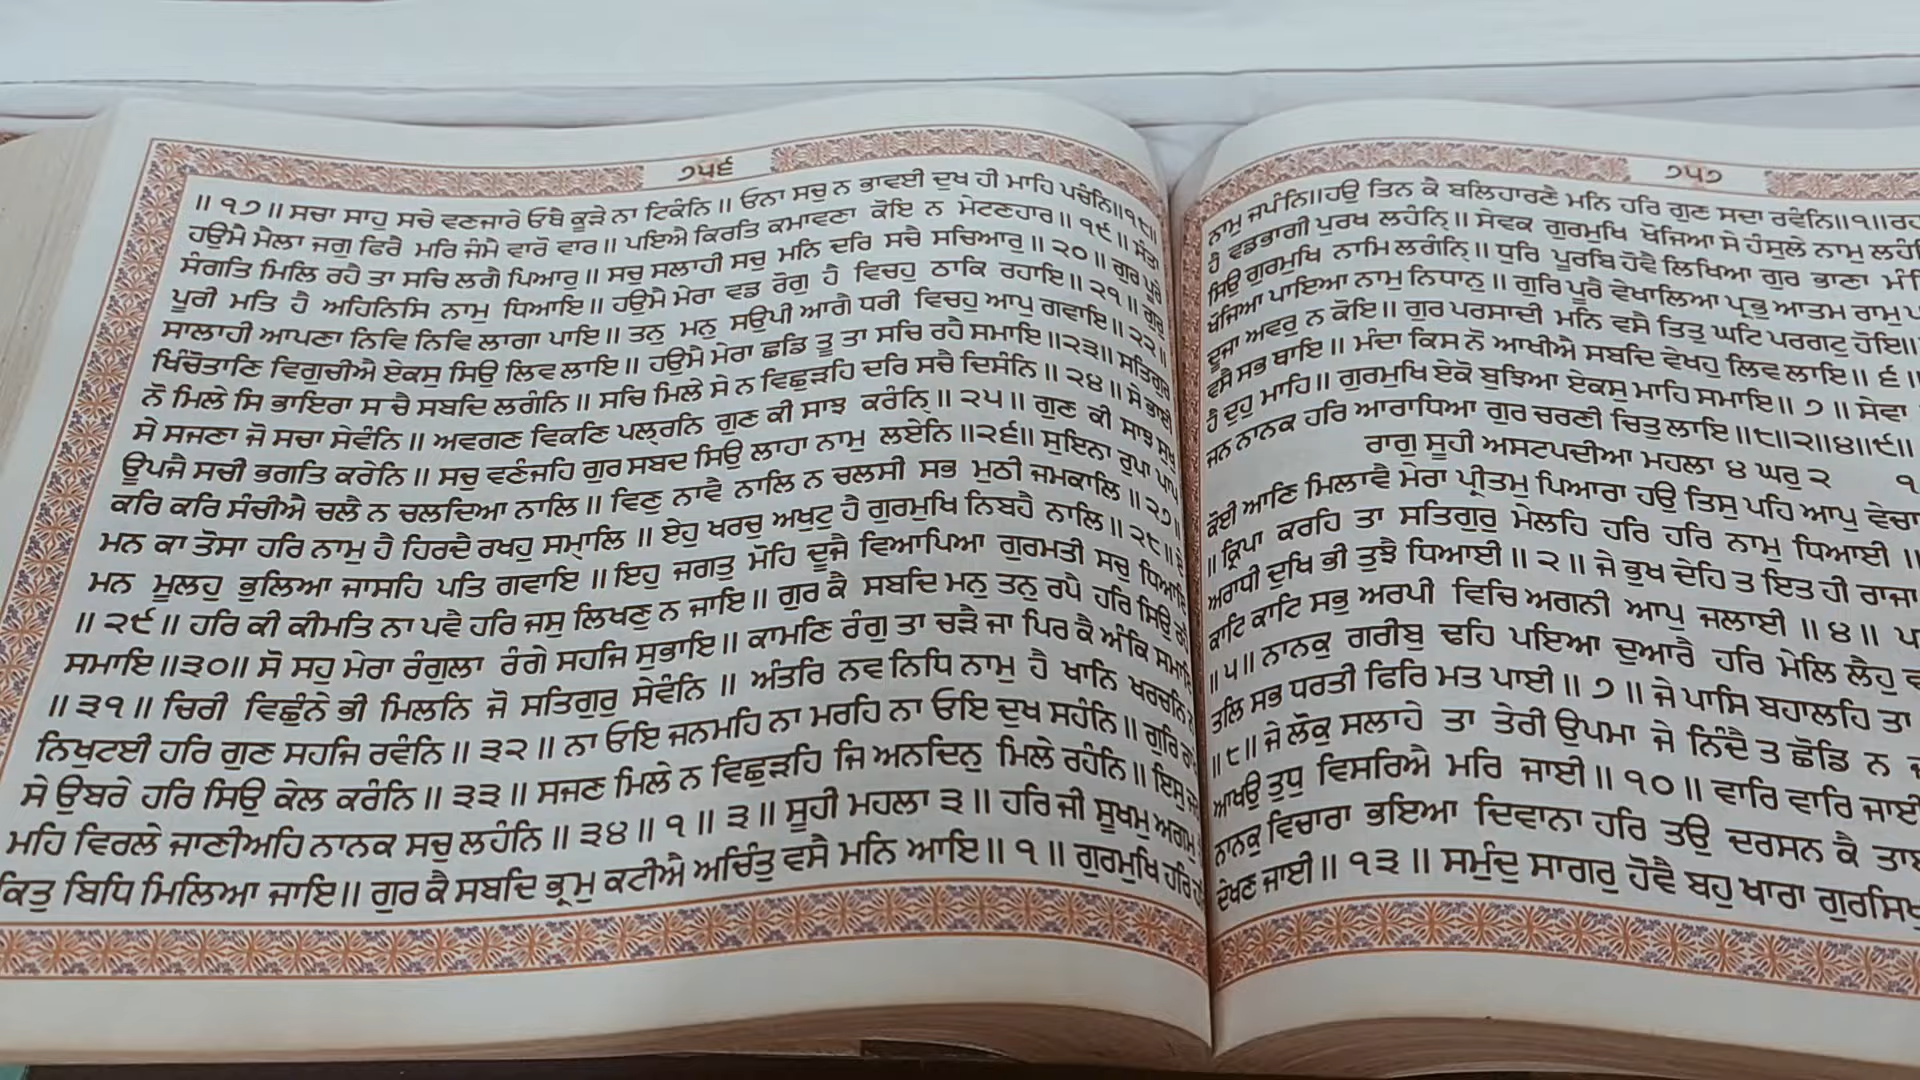 ੭੫੬
॥ ੧੭॥ ਸਚਾ ਸਾਹੁ ਸਚੇ ਵਣਜਾਰੇ ਓਥੈ ਕੂੜੇ ਨਾ ਟਿਕੰਨਿ॥ ਓਨਾ ਸਚੁ ਨ ਭਾਵਈ ਦੁਖ ਹੀ ਮਾਹਿ ਪਚੰਨਿ॥੧੮॥
ਹਉਮੈ ਮੈਲਾ ਜਗੁ ਫਿਰੈ ਮਰਿ ਜੰਮੈ ਵਾਰੋ ਵਾਰ॥ ਪਇਐ ਕਿਰਤਿ ਕਮਾਵਣਾ ਕੋਇ ਨ ਮੇਟਣਹਾਰ॥ ੧੯॥ ਸੰਤਾ
ਸੰਗਤਿ ਮਿਲਿ ਰਹੈ ਤਾ ਸਚਿ ਲਗੈ ਪਿਆਰੁ॥ ਸਚੁ ਸਲਾਹੀ ਸਚੁ ਮਨਿ ਦਰਿ ਸਚੈ ਸਚਿਆਰੁ॥ ੨੦॥ ਗੁਰ ਪੂਰੇ
ਪੂਰੀ ਮਤਿ ਹੈ ਅਹਿਨਿਸਿ ਨਾਮੁ ਧਿਆਇ॥ ਹਉਮੈ ਮੇਰਾ ਵਡ ਰੋਗੁ ਹੈ ਵਿਚਹੁ ਠਾਕਿ ਰਹਾਇ॥ ੨੧॥ ਗੁਰੁ
ਸਾਲਾਹੀ ਆਪਣਾ ਨਿਵਿ ਨਿਵਿ ਲਾਗਾ ਪਾਇ॥ ਤਨੁ ਮਨੁ ਸਉਪੀ ਆਗੈ ਧਰੀ ਵਿਚਹੁ ਆਪੁ ਗਵਾਇ॥ ੨੨॥
ਖਿੰਚੋਤਾਣਿ ਵਿਗੁਚੀਐ ਏਕਸੁ ਸਿਉ ਲਿਵ ਲਾਇ॥ ਹਉਮੈ ਮੇਰਾ ਛਡਿ ਤੂ ਤਾ ਸਚਿ ਰਹੈ ਸਮਾਇ॥੨੩॥ ਸਤਿਗੁਰ
ਨੋ ਮਿਲੇ ਸਿ ਭਾਇਰਾ ਸਚੈ ਸਬਦਿ ਲਗੰਨਿ॥ ਸਚਿ ਮਿਲੇ ਸੇ ਨ ਵਿਛੁੜਹਿ ਦਰਿ ਸਚੈ ਦਿਸੰਨਿ॥ ੨੪॥ ਸੇ ਭਾਈ
ਸੇ ਸਜਣਾ ਜੋ ਸਚਾ ਸੇਵੰਨਿ॥ ਅਵਗਣ ਵਿਕਣਿ ਪਲ੍ਰਨਿ ਗੁਣ ਕੀ ਸਾਝ ਕਰੰਨ੍ਹਿ॥ ੨੫॥ ਗੁਣ ਕੀ ਸਾਝ ਸੁਖੁ
ਊਪਜੈ ਸਚੀ ਭਗਤਿ ਕਰੇਨਿ॥ ਸਚੁ ਵਣੰਜਹਿ ਗੁਰ ਸਬਦ ਸਿਉ ਲਾਹਾ ਨਾਮੁ ਲਏਨਿ॥੨੬॥ ਸੁਇਨਾ ਰੁਪਾ ਪਾਪ
ਕਰਿ ਕਰਿ ਸੰਚੀਐ ਚਲੈ ਨ ਚਲਦਿਆ ਨਾਲਿ॥ ਵਿਣੁ ਨਾਵੈ ਨਾਲਿ ਨ ਚਲਸੀ ਸਭ ਮੁਠੀ ਜਮਕਾਲਿ॥ ੨੭॥
ਮਨ ਕਾ ਤੋਸਾ ਹਰਿ ਨਾਮੁ ਹੈ ਹਿਰਦੈ ਰਖਹੁ ਸਮ੍ਹਾਲਿ॥ ਏਹੁ ਖਰਚੁ ਅਖੁਟੁ ਹੈ ਗੁਰਮੁਖਿ ਨਿਬਹੈ ਨਾਲਿ॥ ੨੮॥ ਏ
ਮਨ ਮੂਲਹੁ ਭੁਲਿਆ ਜਾਸਹਿ ਪਤਿ ਗਵਾਇ॥ ਇਹੁ ਜਗਤੁ ਮੋਹਿ ਦੂਜੈ ਵਿਆਪਿਆ ਗੁਰਮਤੀ ਸਚੁ ਧਿਆਇ
॥ ੨੯॥ ਹਰਿ ਕੀ ਕੀਮਤਿ ਨਾ ਪਵੈ ਹਰਿ ਜਸੁ ਲਿਖਣੁ ਨ ਜਾਇ॥ ਗੁਰ ਕੈ ਸਬਦਿ ਮਨੁ ਤਨੁ ਰਪੈ ਹਰਿ ਸਿਉ ਰਹੈ
ਸਮਾਇ॥੩੦॥ ਸੋ ਸਹੁ ਮੇਰਾ ਰੰਗੁਲਾ ਰੰਗੇ ਸਹਜਿ ਸੁਭਾਇ॥ ਕਾਮਣਿ ਰੰਗੁ ਤਾ ਚੜੈ ਜਾ ਪਿਰ ਕੈ ਅੰਕਿ ਸਮਾਇ
॥ ੩੧॥ ਚਿਰੀ ਵਿਛੁੰਨੇ ਭੀ ਮਿਲਨਿ ਜੋ ਸਤਿਗੁਰੁ ਸੇਵੰਨਿ॥ ਅੰਤਰਿ ਨਵ ਨਿਧਿ ਨਾਮੁ ਹੈ ਖਾਨਿ ਖਰਚਨਿ ਨ
ਨਿਖੁਟਈ ਹਰਿ ਗੁਣ ਸਹਜਿ ਰਵੰਨਿ॥ ੩੨॥ ਨਾ ਓਇ ਜਨਮਹਿ ਨਾ ਮਰਹਿ ਨਾ ਓਇ ਦੁਖ ਸਹੰਨਿ॥ ਗੁਰਿ ਰਾਖੇ
ਸੇ ਉਬਰੇ ਹਰਿ ਸਿਉ ਕੇਲ ਕਰੰਨਿ॥ ੩੩॥ ਸਜਣ ਮਿਲੇ ਨ ਵਿਛੁੜਹਿ ਜਿ ਅਨਦਿਨੁ ਮਿਲੇ ਰਹੰਨਿ॥ ਇਸੁ ਜਗ
ਮਹਿ ਵਿਰਲੇ ਜਾਣੀਅਹਿ ਨਾਨਕ ਸਚੁ ਲਹੰਨਿ॥ ੩੪॥ ੧॥ ੩॥ ਸੂਹੀ ਮਹਲਾ ੩॥ ਹਰਿ ਜੀ ਸੂਖਮੁ ਅਗਮੁ
ਕਿਤੁ ਬਿਧਿ ਮਿਲਿਆ ਜਾਇ॥ ਗੁਰ ਕੈ ਸਬਦਿ ਭ੍ਰਮੁ ਕਟੀਐ ਅਚਿੰਤੁ ਵਸੈ ਮਨਿ ਆਇ॥ ੧॥ ਗੁਰਮੁਖਿ ਹਰਿ
੭੫੭
ਨਾਮੁ ਜਪੰਨਿ॥ਹਉ ਤਿਨ ਕੈ ਬਲਿਹਾਰਣੈ ਮਨਿ ਹਰਿ ਗੁਣ ਸਦਾ ਰਵੰਨਿ॥੧॥
ਹੈ ਵਡਭਾਗੀ ਪੁਰਖ ਲਹੰਨ੍ਹਿ॥ ਸੇਵਕ ਗੁਰਮੁਖਿ ਖੋਜਿਆ ਸੇ ਹੰਸੁਲੇ ਨਾਮੁ
ਸਿਉ ਗੁਰਮੁਖਿ ਨਾਮਿ ਲਗੰਨ੍ਹਿ॥ ਧੁਰਿ ਪੂਰਬਿ ਹੋਵੈ ਲਿਖਿਆ ਗੁਰ ਭਾਣਾ
ਖੋਜਿਆ ਪਾਇਆ ਨਾਮੁ ਨਿਧਾਨੁ॥ ਗੁਰਿ ਪੂਰੈ ਵੇਖਾਲਿਆ ਪ੍ਰਭੁ ਆਤਮ ਰਾਮੁ
ਦੂਜਾ ਅਵਰੁ ਨ ਕੋਇ॥ ਗੁਰ ਪਰਸਾਦੀ ਮਨਿ ਵਸੈ ਤਿਤੁ ਘਟਿ ਪਰਗਟੁ ਹੋਇ॥
ਵਸੈ ਸਭ ਥਾਇ॥ ਮੰਦਾ ਕਿਸ ਨੋ ਆਖੀਐ ਸਬਦਿ ਵੇਖਹੁ ਲਿਵ ਲਾਇ॥ ੬॥
ਹੈ ਦੁਹੁ ਮਾਹਿ॥ ਗੁਰਮੁਖਿ ਏਕੋ ਬੁਝਿਆ ਏਕਸੁ ਮਾਹਿ ਸਮਾਇ॥ ੭॥ ਸੇਵਾ
ਜਨ ਨਾਨਕ ਹਰਿ ਆਰਾਧਿਆ ਗੁਰ ਚਰਣੀ ਚਿਤੁ ਲਾਇ॥੮॥੨॥੪॥੯॥
ਰਾਗੁ ਸੂਹੀ ਅਸਟਪਦੀਆ ਮਹਲਾ ੪ ਘਰੁ ੨
ਕੋਈ ਆਣਿ ਮਿਲਾਵੈ ਮੇਰਾ ਪ੍ਰੀਤਮੁ ਪਿਆਰਾ ਹਉ ਤਿਸੁ ਪਹਿ ਆਪੁ ਵੇਚਾ
॥ ਕ੍ਰਿਪਾ ਕਰਹਿ ਤਾ ਸਤਿਗੁਰੁ ਮੇਲਹਿ ਹਰਿ ਹਰਿ ਨਾਮੁ ਧਿਆਈ॥
ਅਰਾਧੀ ਦੁਖਿ ਭੀ ਤੁਝੈ ਧਿਆਈ॥ ੨॥ ਜੇ ਭੁਖ ਦੇਹਿ ਤ ਇਤ ਹੀ ਰਾਜਾ
ਕਾਟਿ ਕਾਟਿ ਸਭੁ ਅਰਪੀ ਵਿਚਿ ਅਗਨੀ ਆਪੁ ਜਲਾਈ॥ ੪॥
॥ ੫॥ ਨਾਨਕੁ ਗਰੀਬੁ ਢਹਿ ਪਇਆ ਦੁਆਰੈ ਹਰਿ ਮੇਲਿ ਲੈਹੁ
ਤਲਿ ਸਭ ਧਰਤੀ ਫਿਰਿ ਮਤ ਪਾਈ॥ ੭॥ ਜੇ ਪਾਸਿ ਬਹਾਲਹਿ ਤਾ
॥ ੮॥ ਜੇ ਲੋਕੁ ਸਲਾਹੇ ਤਾ ਤੇਰੀ ਉਪਮਾ ਜੇ ਨਿੰਦੈ ਤ ਛੋਡਿ ਨ
ਆਖਉ ਤੁਧੁ ਵਿਸਰਿਐ ਮਰਿ ਜਾਈ॥ ੧੦॥ ਵਾਰਿ ਵਾਰਿ ਜਾਈ
ਨਾਨਕੁ ਵਿਚਾਰਾ ਭਇਆ ਦਿਵਾਨਾ ਹਰਿ ਤਉ ਦਰਸਨ ਕੈ
ਦੇਖਣ ਜਾਈ॥ ੧੩॥ ਸਮੁੰਦੁ ਸਾਗਰੁ ਹੋਵੈ ਬਹੁ ਖਾਰਾ